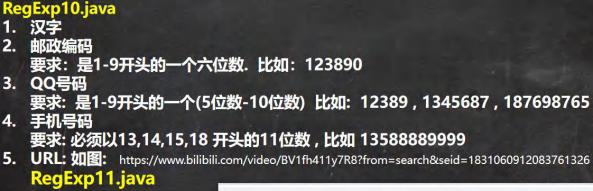 RegExp10.java
1. 汉字
2. 邮政编码
要求：是1-9开头的一个六位数. 比如：123890
3. QQ号码
要求: 是1-9开头的一个(5位数-10位数) 比如: 12389 , 1345687 , 187698765
4. 手机号码
要求: 必须以13,14,15,18 开头的11位数 , 比如 13588889999
5. URL: 如图: https://www.bilibili.com/video/BV1fh411y7R8?from=search&seid=1831060912083761326
RegExp11.java